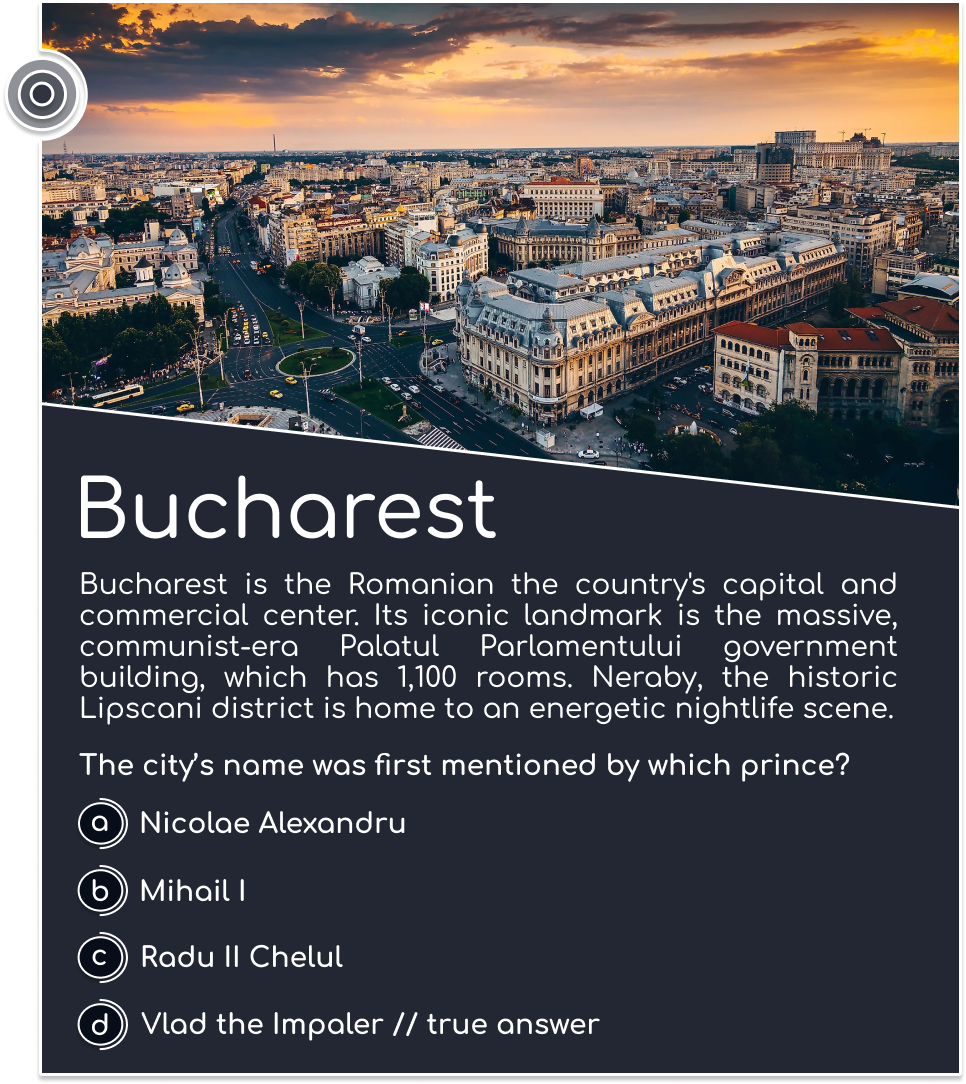 Bucharest
Bucharest is the Romanian the country's capital and
commercial center. Its iconic landmark is the massive,
communist-era Palatul Parlamentului government
building, which has 1,100 rooms. Neraby, the historic
Lipscani district is home to an energetic nightlife scene.
The city’s name was first mentioned by which prince?
a Nicolae Alexandru
b Mihail I
c Radu II Chelul
d Vlad the Impaler // true answer